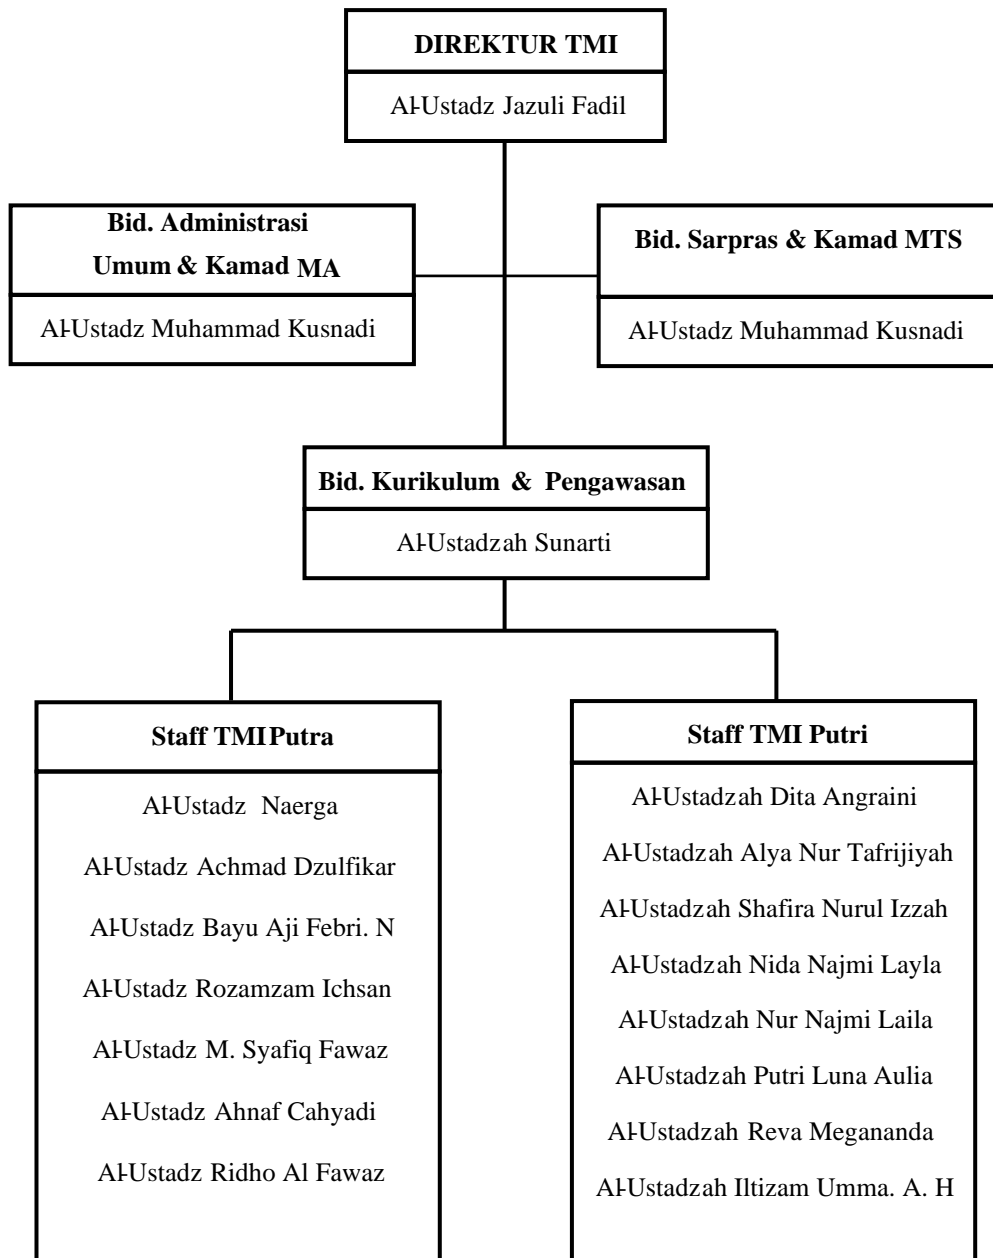 DIREKTUR TMI
Al-Ustadz Jazuli Fadil
Bid. Administrasi
Umum & Kamad MA
Al-Ustadz Muhammad Kusnadi
Bid. Sarpras & Kamad MTS
Al-Ustadz Muhammad Kusnadi
Bid. Kurikulum & Pengawasan
Al-Ustadzah Sunarti
Staff TMI Putra
Al-Ustadz Naerga
Al-Ustadz Achmad Dzulfikar
Al-Ustadz Bayu Aji Febri. N
Al-Ustadz Rozamzam Ichsan
Al-Ustadz M. Syafiq Fawaz
Al-Ustadz Ahnaf Cahyadi
Al-Ustadz Ridho Al Fawaz
Staff TMI Putri
Al-Ustadzah Dita Angraini
Al-Ustadzah Alya Nur Tafrijiyah
Al-Ustadzah Shafira Nurul Izzah
Al-Ustadzah Nida Najmi Layla
Al-Ustadzah Nur Najmi Laila
Al-Ustadzah Putri Luna Aulia
Al-Ustadzah Reva Megananda
Al-Ustadzah Iltizam Umma. A. H